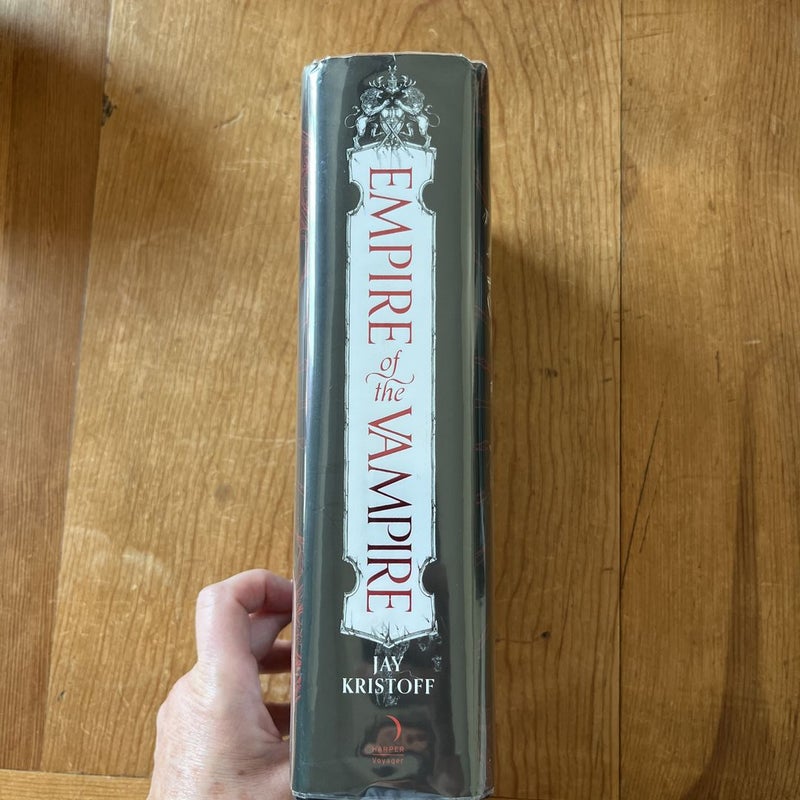 EMPIRE of the VAMPIRE
JAY
KRISTOFF
HARPER
Voyager